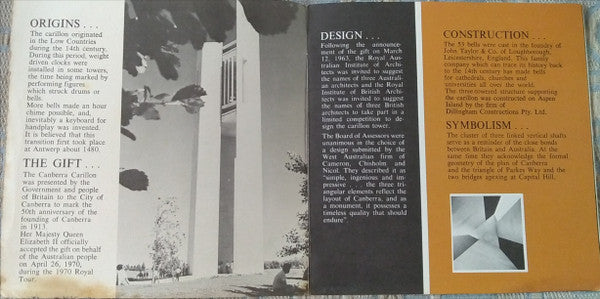 ORIGINS . . .
The carillon originated
in the Low Countries
during the 14th century.
During this period, weight
driven clocks were
installed in some towers,
the time being marked by
performing figures
which struck drums or
bells.
More bells made an hour
chime possible, and,
inevitably a keyboard for
handplay was invented.
It is believed that this
transition first took place
at Antwerp about 1480.
THE GIFT . . .
The Canberra Carillon
was presented by the
Government and people
of Britain to the City of
Canberra to mark the
50th anniversary of the
founding of Canberra
in 1913.
Her Majesty Queen
Elizabeth II officially
accepted the gift on behalf
of the Australian people
on April 26, 1970,
during the 1970 Royal
Tour.
DESIGN . . .
Following the announce-
ment of the gift on March
12, 1963, the Royal Aus-
tralian Institute of Archi-
tects was invited to suggest
the names of three Australi-
an architects and the Royal
Institute of British Archi-
tects was invited to suggest
the names of three British
architects to take part in a
limited competition to de-
sign the carillon tower.
The Board of Assessors were
unanimous in the choice of
a design submitted by the
West Australian firm of
Cameron, Chisholm and
Nicol. They described it as
"simple, ingenious and im-
pressive . . . the three tri-
angular elements reflect the
layout of Canberra, and as
a monument, it possesses a
timeless quality that should
endure".
CONSTRUCTION . . .
The 53 bells were cast in the foundry of
John Taylor & Co. of Loughborough,
Leicestershire, England. This family
company which can trace its history back
to the 14th century has made bells
for cathedrals, churches and
universities all over the world.
The three-towered structure supporting
the carillon was constructed on Aspen
Island by the firm of
Dillingham Constructions Pty. Ltd.
SYMBOLISM . . .
The cluster of three linked vertical shafts
serve as a reminder of the close bonds
between Britain and Australia. At the
same time they acknowledge the formal
geometry of the plan of Canberra
and the triangle of Parkes Way and the
two bridges apexing at Capital Hill.